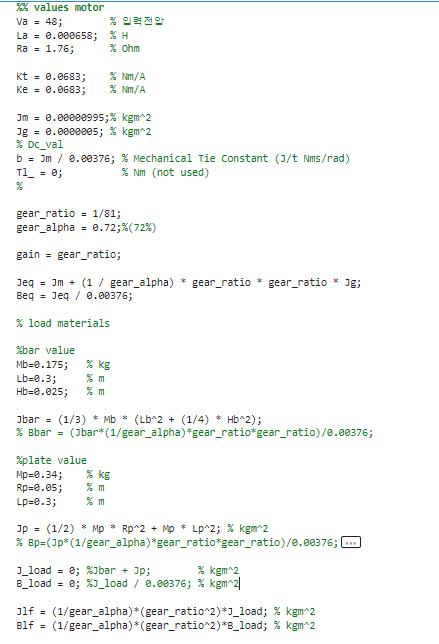 %% values motor
Va = 48;        % 입력전압
La = 0.000658;  % H
Ra = 1.76;      % Ohm
Kt = 0.0683;    % Nm/A
Ke = 0.0683;    % Nm/A
Jm = 0.00000995;% kgm^2
Jg = 0.0000005; % kgm^2
% Dc_val
b = Jm / 0.00376; % Mechanical Tie Constant (J/t Nms/rad)
Tl_ = 0;          % Nm (not used)
%
gear_ratio = 1/81;
gear_alpha = 0.72;%(72%)
gain = gear_ratio;
Jeq = Jm + (1 / gear_alpha) * gear_ratio * gear_ratio * Jg;
Beq = Jeq / 0.00376;
% load materials
%bar value
Mb=0.175;   % kg
Lb=0.3;     % m
Hb=0.025;   % m
Jbar = (1/3) * Mb * (Lb^2 + (1/4) * Hb^2);
% Bbar = (Jbar*(1/gear_alpha)*gear_ratio*gear_ratio)/0.00376;
%plate value
Mp=0.34;    % kg
Rp=0.05;    % m
Lp=0.3;     % m
Jp = (1/2) * Mp * Rp^2 + Mp * Lp^2; % kgm^2
% Bp=(Jp*(1/gear_alpha)*gear_ratio*gear_ratio)/0.00376; ...
J_load = 0; %Jbar + Jp;       % kgm^2
B_load = 0; %J_load / 0.00376; % kgm^2
Jlf = (1/gear_alpha)*(gear_ratio^2)*J_load; % kgm^2
Blf = (1/gear_alpha)*(gear_ratio^2)*B_load; % kgm^2